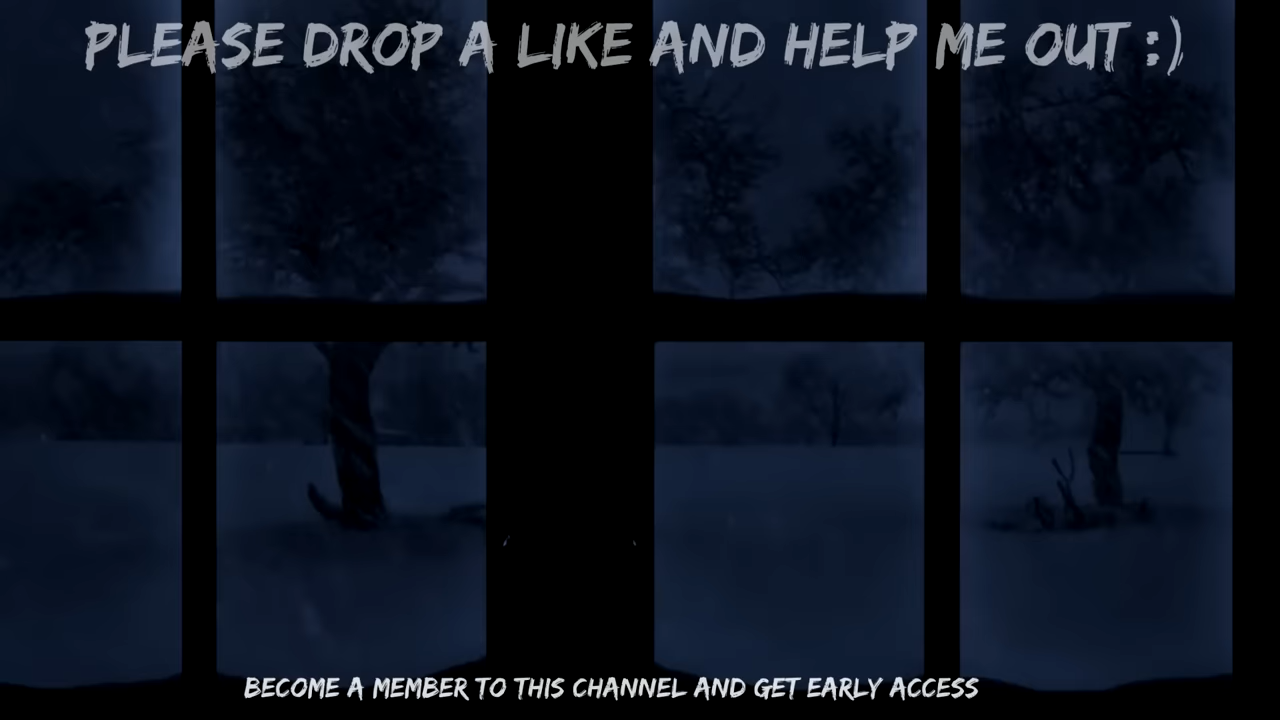 PLEASE DROP A LIKE AND HELP ME OUT :)
BECOME A MEMBER TO THIS CHANNEL AND GET EARLY ACCESS